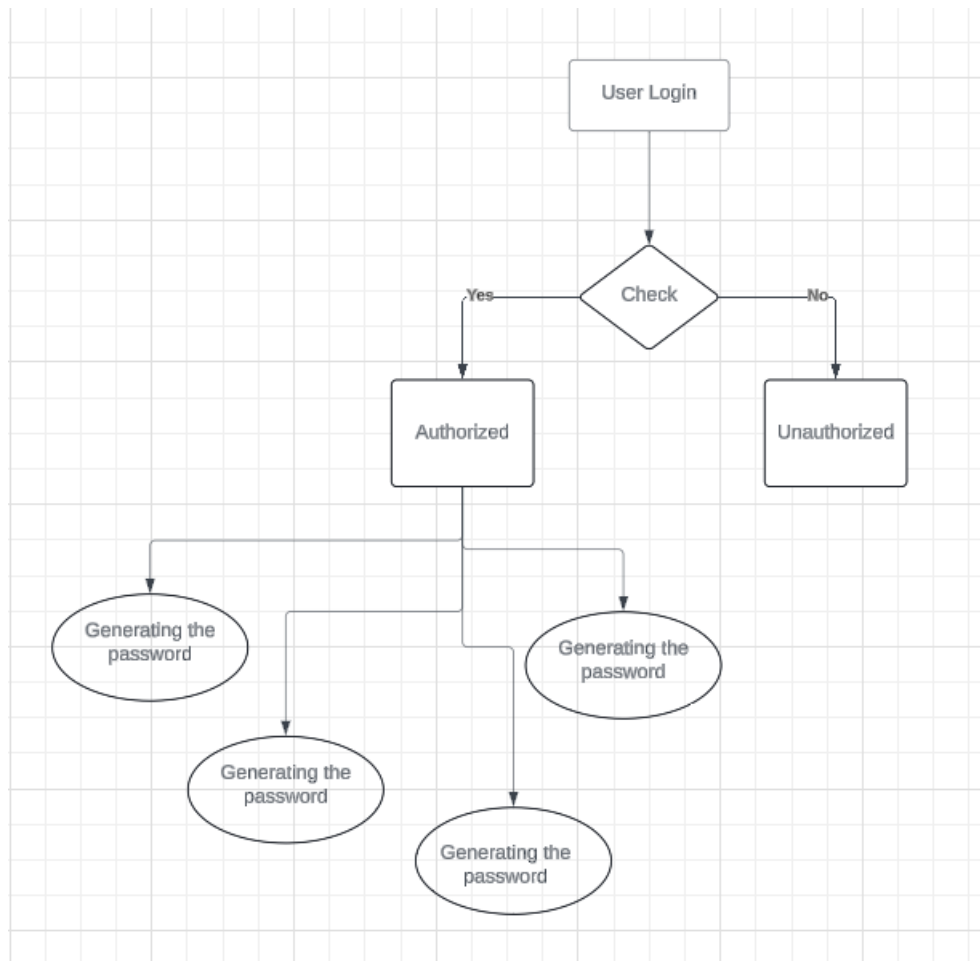 User Login
Check
Yes
No
Authorized
Unauthorized
Generating the
password
Generating the
password
Generating the
password
Generating the
password